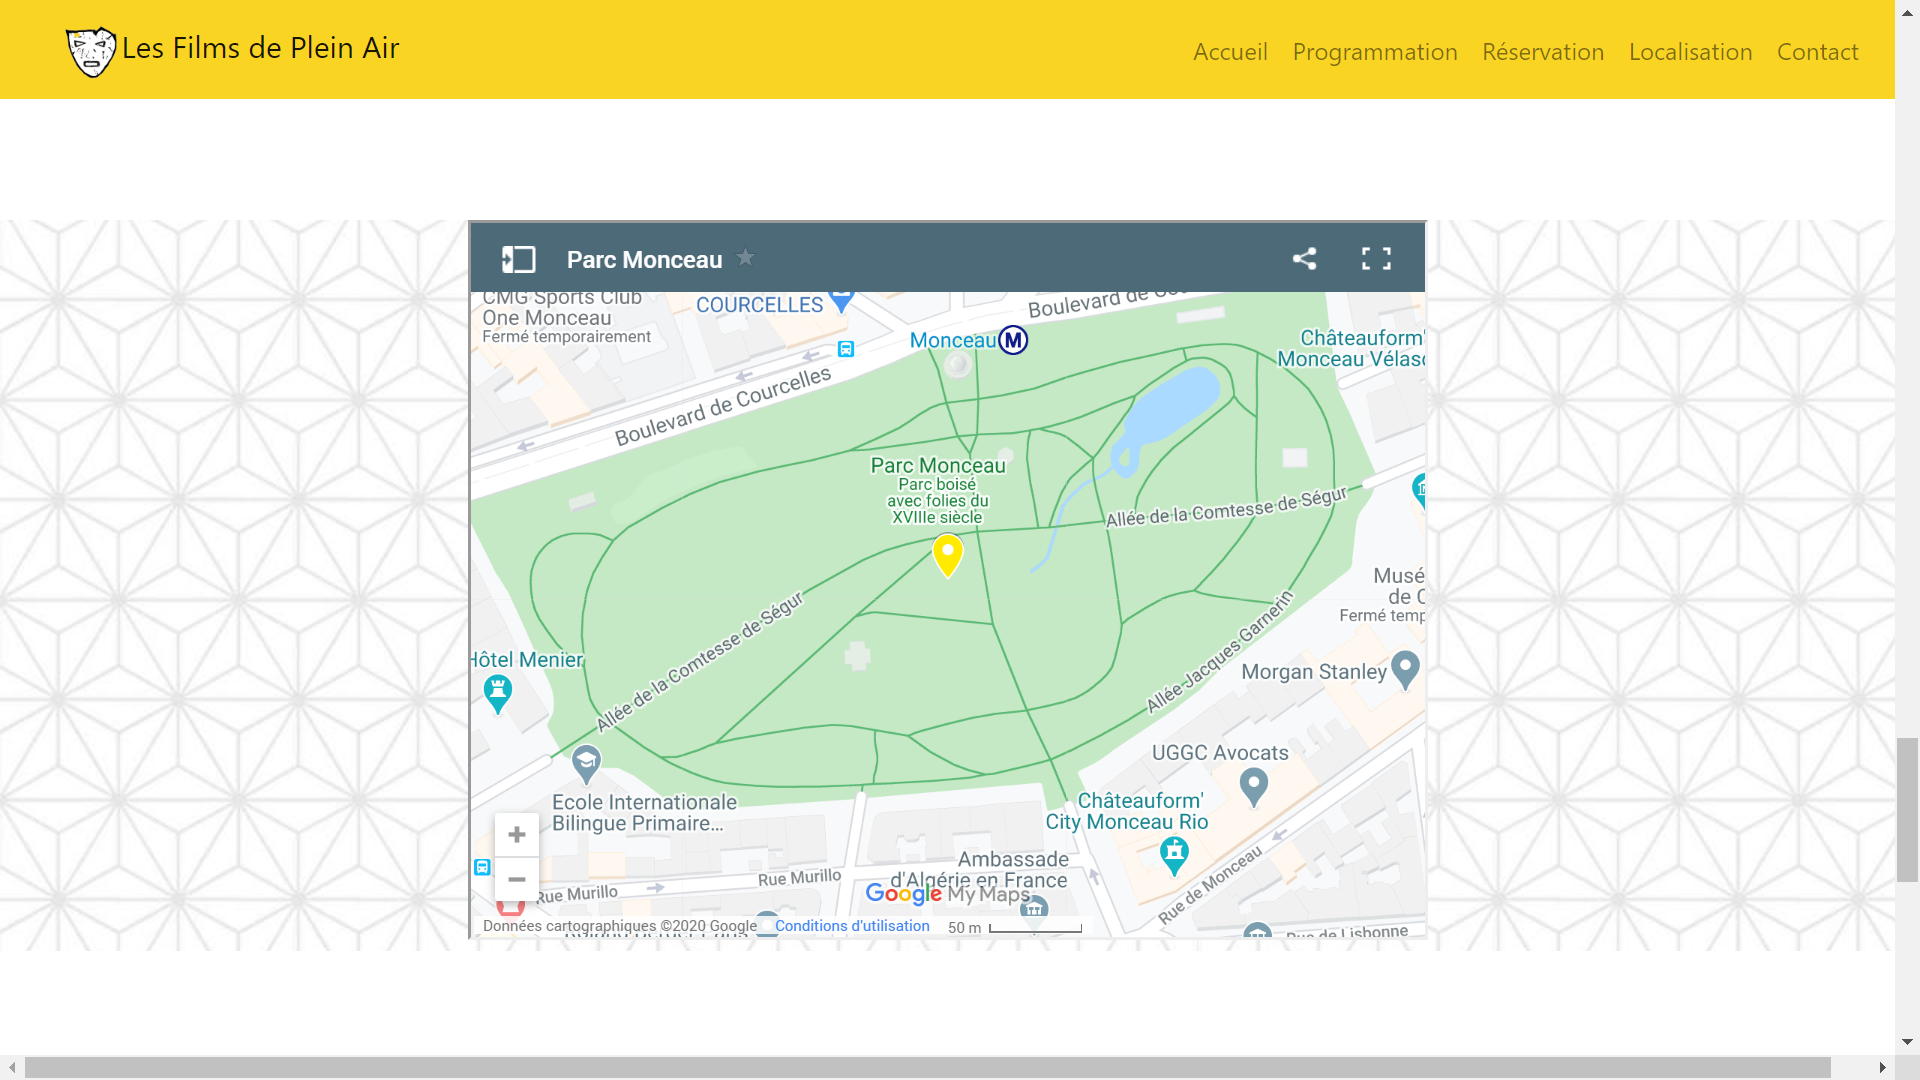 Les Films de Plein Air
Accueil Programmation Réservation Localisation Contact
Parc Monceau
CMG Sports Club
One Monceau
Fermé temporairement
COURCELLES
Boulevard de
Monceau
M
Châteauform'
Monceau
Boulevard de Courcelles
Parc Monceau
Parc boisé
avec folies du
XVIIIe siècle
Allée de la Comtesse de Ségur
Allée de la Comtesse de Ségur
Allée Jacques Garnerin
Fermé
Hôtel Menier
Morgan Stanley
UGGC Avocats
Ecole Internationale
Bilingue Primaire...
Châteauform'
City Monceau Rio
Ambassade
d'Algérie en France
Rue Murillo
Rue Murillo
Rue de Monceau
Rue de Lisbonne
+
−
Google My Maps
Données cartographiques ©2020 Google
Conditions d'utilisation
50 m